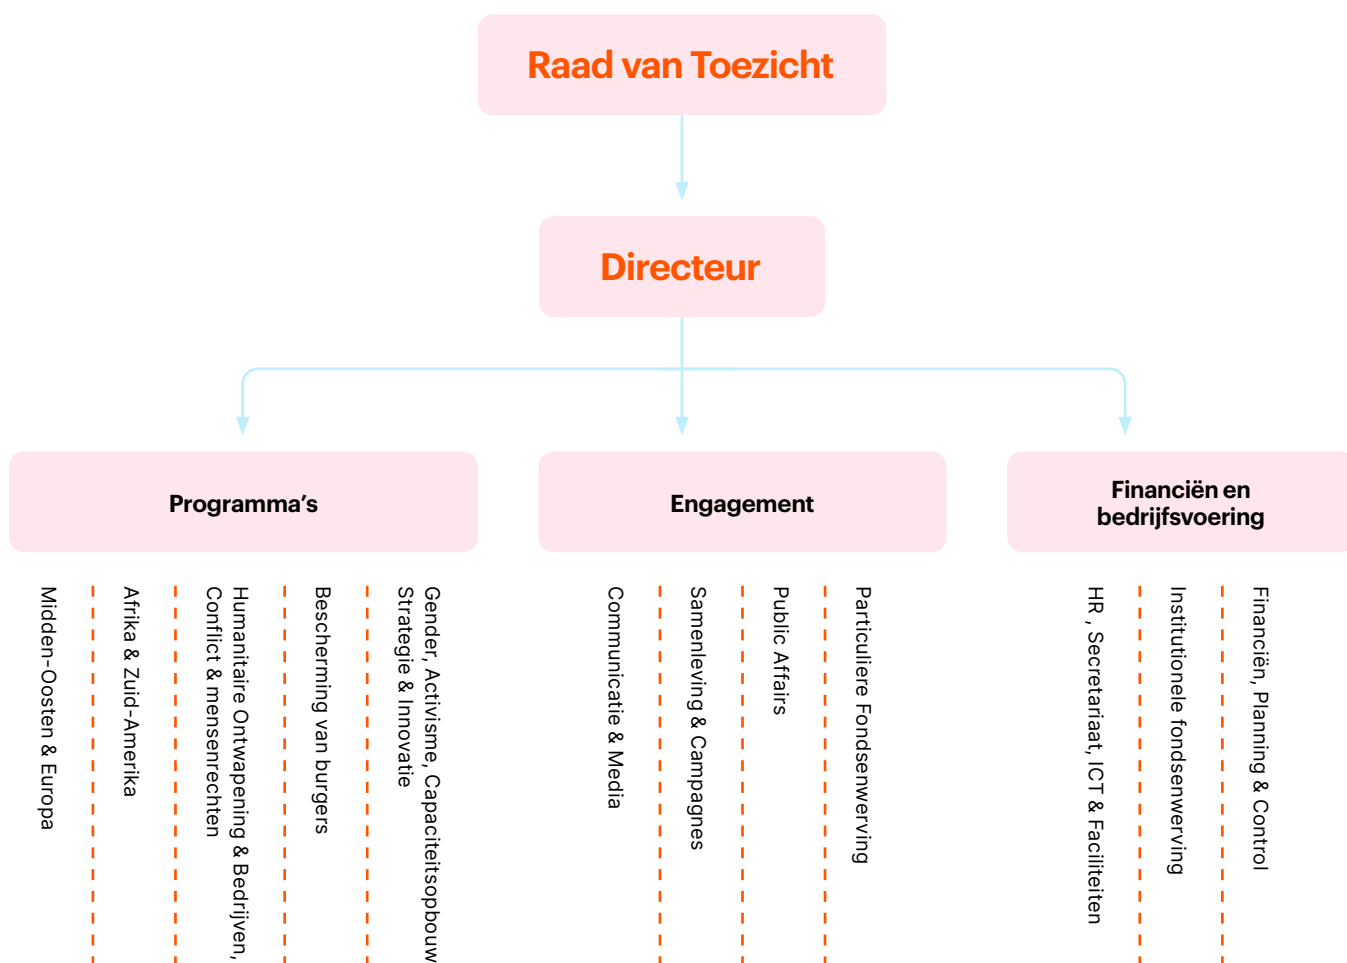 Raad van Toezicht
Directeur
Programma’s
Engagement
Financiën en
bedrijfsvoering
Midden-Oosten & Europa
Afrika & Zuid-Amerika
Humanitaire Ontwapening & Bedrijven,
Conflict & mensenrechten
Bescherming van burgers
Gender, Activisme, Capaciteitsopbouw
Strategie & Innovatie
Communicatie & Media
Samenleving & Campagnes
Public Affairs
Particuliere Fondsenwerving
HR , Secretariaat, ICT & Faciliteiten
Institutionele fondsenwerving
Financiën, Planning & Control